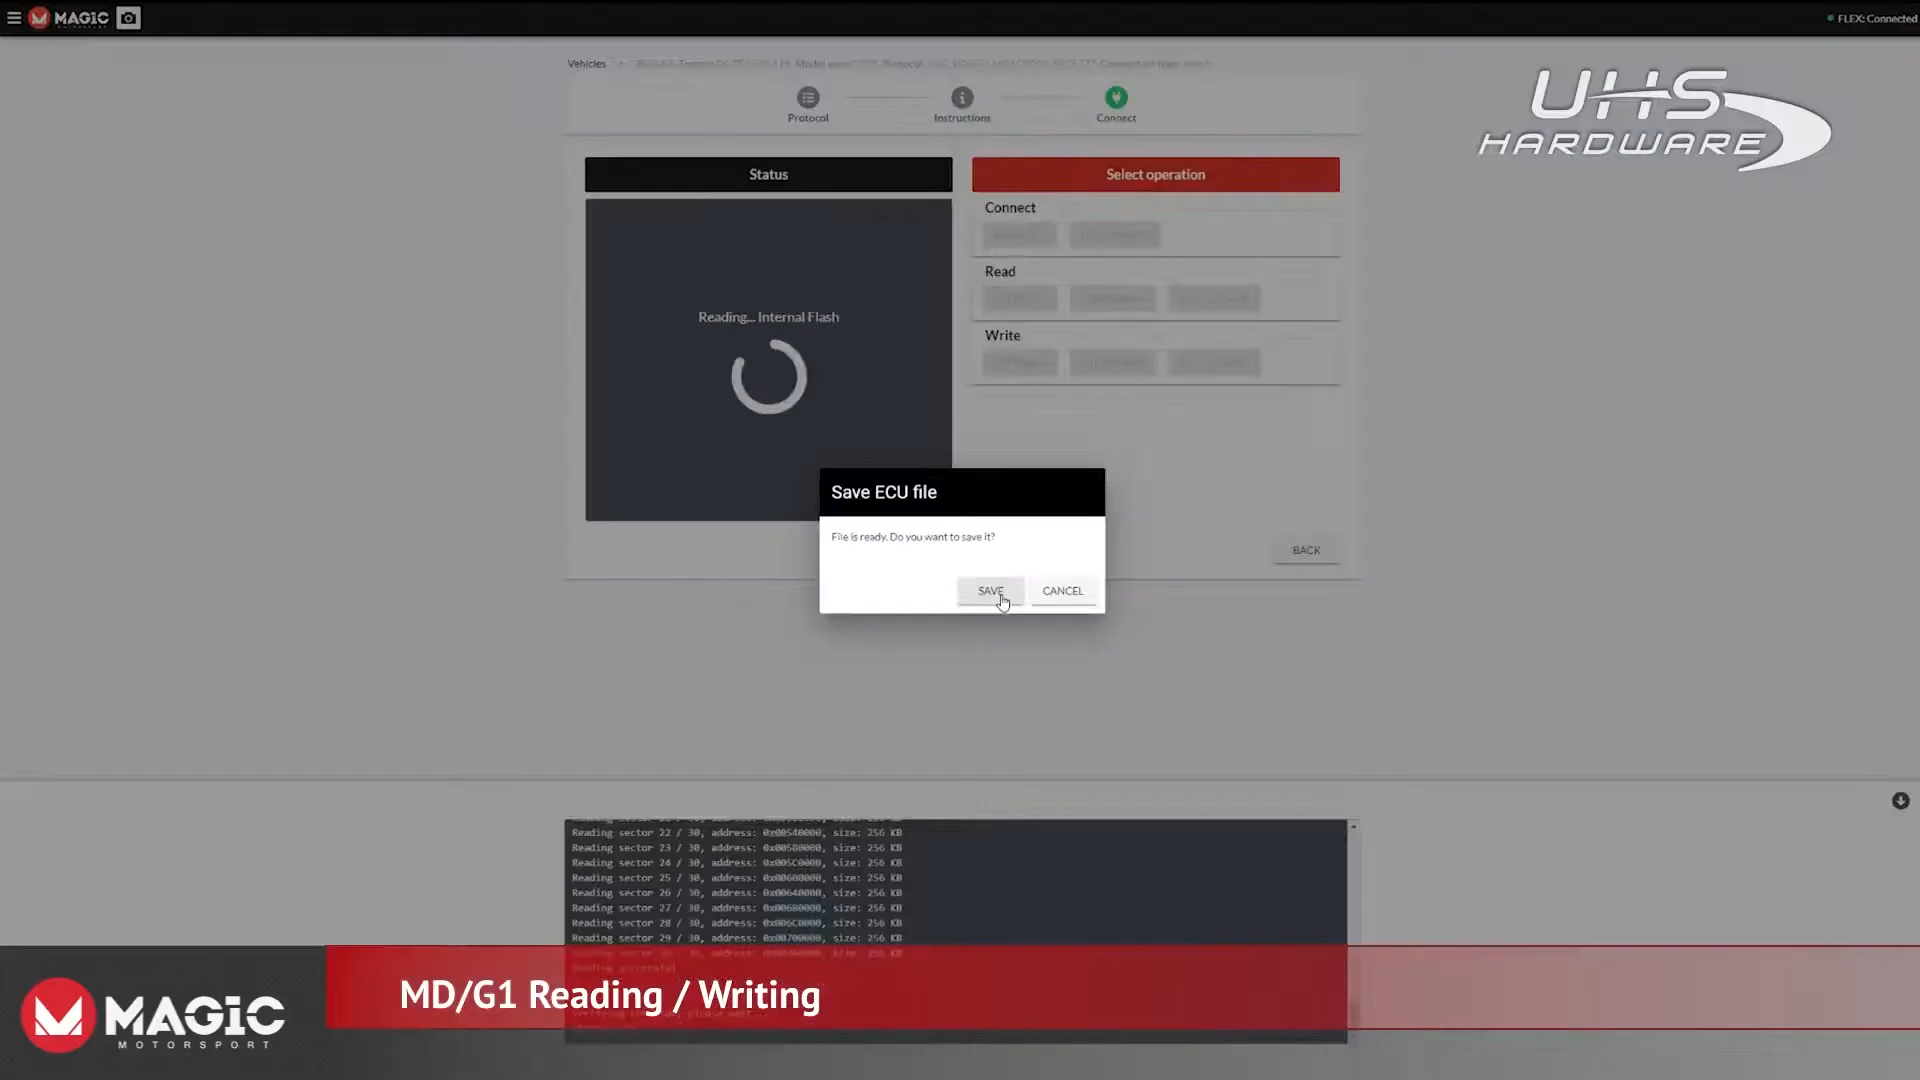 MAGIC
FLEX: Connected
Vehicles
UHS
HARDWARE
Protocol
Instructions
Connect
Status
Select operation
Connect
Reading... Internal Flash
Read
Write
Save ECU file
File is ready. Do you want to save it?
SAVE
CANCEL
BACK
Reading sector 22 / 30, address: 0x00540000, size: 256 KB
Reading sector 23 / 30, address: 0x00580000, size: 256 KB
Reading sector 24 / 30, address: 0x005C0000, size: 256 KB
Reading sector 25 / 30, address: 0x00600000, size: 256 KB
Reading sector 26 / 30, address: 0x00640000, size: 256 KB
Reading sector 27 / 30, address: 0x00680000, size: 256 KB
Reading sector 28 / 30, address: 0x006C0000, size: 256 KB
Reading sector 29 / 30, address: 0x00700000, size: 256 KB
MD/G1 Reading / Writing
MAGIC
MOTORSPORT